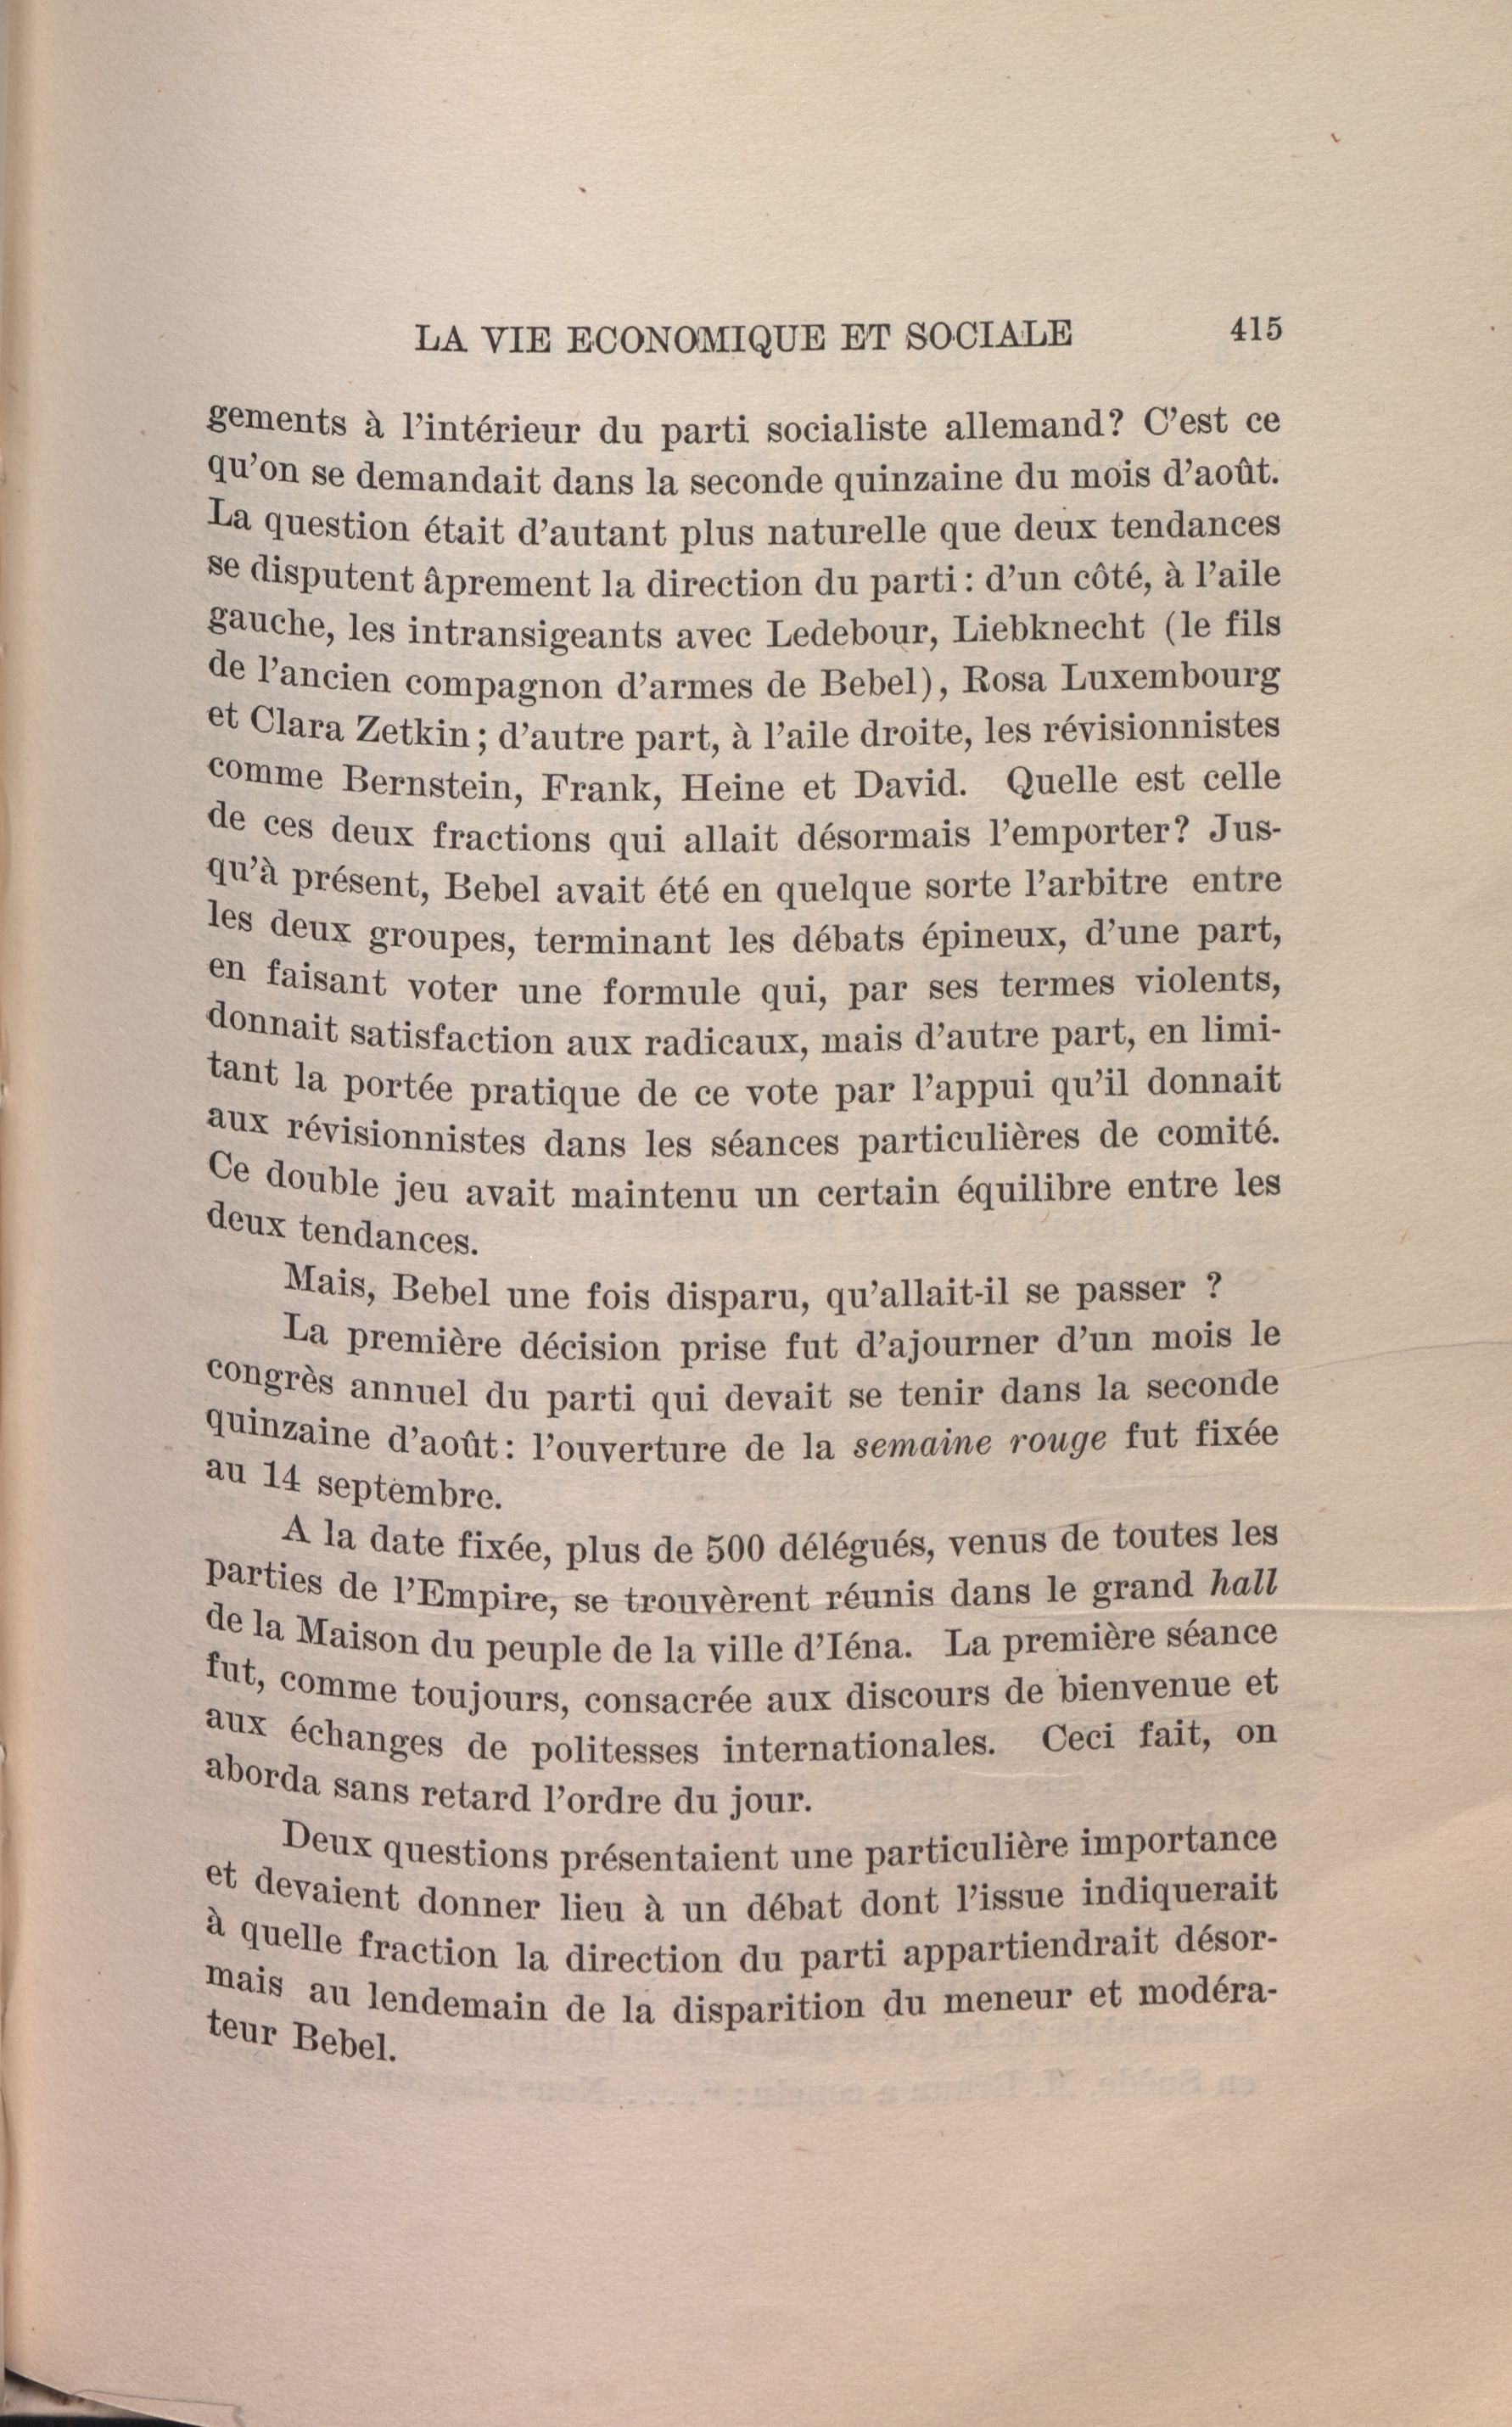 LA VIE ECONOMIQUE ET SOCIALE 415
gements à l'intérieur du parti socialiste allemand? C'est ce
qu'on se demandait dans la seconde quinzaine du mois d'août.
La question était d'autant plus naturelle que deux tendances
se disputent âprement la direction du parti : d'un côté, à l'aile
gauche, les intransigeants avec Ledebour, Liebknecht (le fils
de l'ancien compagnon d'armes de Bebel), Rosa Luxembourg
et Clara Zetkin ; d'autre part, à l'aile droite, les révisionnistes
comme Bernstein, Frank, Heine et David. Quelle est celle
de ces deux fractions qui allait désormais l'emporter? Jus-
qu'à présent, Bebel avait été en quelque sorte l'arbitre entre
les deux groupes, terminant les débats épineux, d'une part,
en faisant voter une formule qui, par ses termes violents,
donnait satisfaction aux radicaux, mais d'autre part, en limi-
tant la portée pratique de ce vote par l'appui qu'il donnait
aux révisionnistes dans les séances particulières de comité.
Ce double jeu avait maintenu un certain équilibre entre les
deux tendances.
Mais, Bebel une fois disparu, qu'allait-il se passer ?
La première décision prise fut d'ajourner d'un mois le
congrès annuel du parti qui devait se tenir dans la seconde
quinzaine d'août : l'ouverture de la semaine rouge fut fixée
au 14 septembre.
A la date fixée, plus de 500 délégués, venus de toutes les
parties de l'Empire, se trouvèrent réunis dans le grand hall
de la Maison du peuple de la ville d'Iéna. La première séance
fut, comme toujours, consacrée aux discours de bienvenue et
aux échanges de politesses internationales. Ceci fait, on
aborda sans retard l'ordre du jour.
Deux questions présentaient une particulière importance
et devaient donner lieu à un débat dont l'issue indiquerait
à quelle fraction la direction du parti appartiendrait désor-
mais au lendemain de la disparition du meneur et modéra-
teur Bebel.